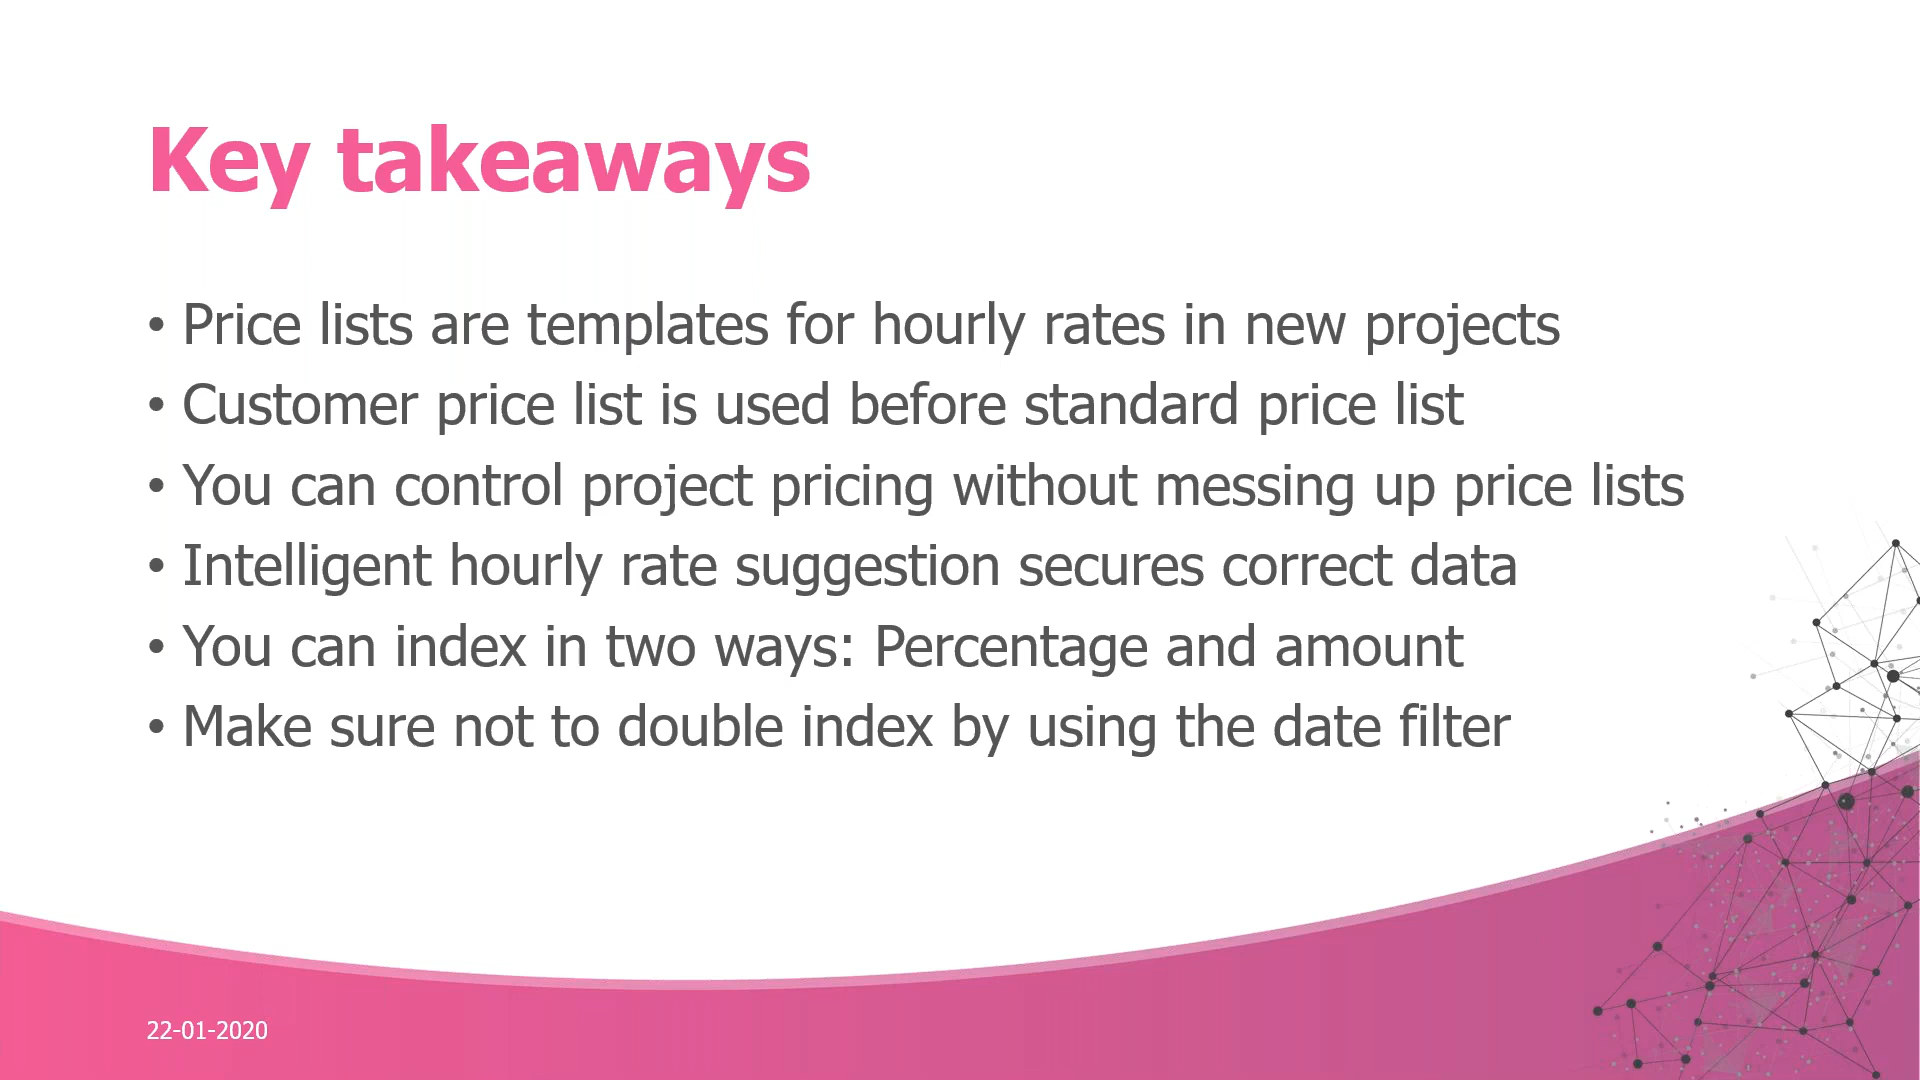 Key takeaways
• Price lists are templates for hourly rates in new projects
• Customer price list is used before standard price list
• You can control project pricing without messing up price lists
• Intelligent hourly rate suggestion secures correct data
• You can index in two ways: Percentage and amount
• Make sure not to double index by using the date filter
22-01-2020